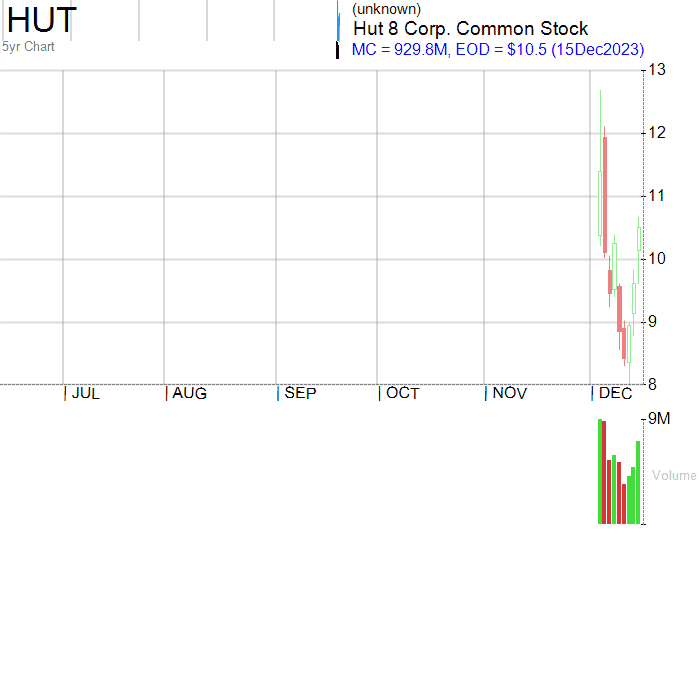 HUT
5yr Chart
(unknown)
Hut 8 Corp. Common Stock
MC = 929.8M, EOD = $10.5 (15Dec2023)
13
12
11
10
9
8
JUL AUG SEP OCT NOV DEC
9M
Volume